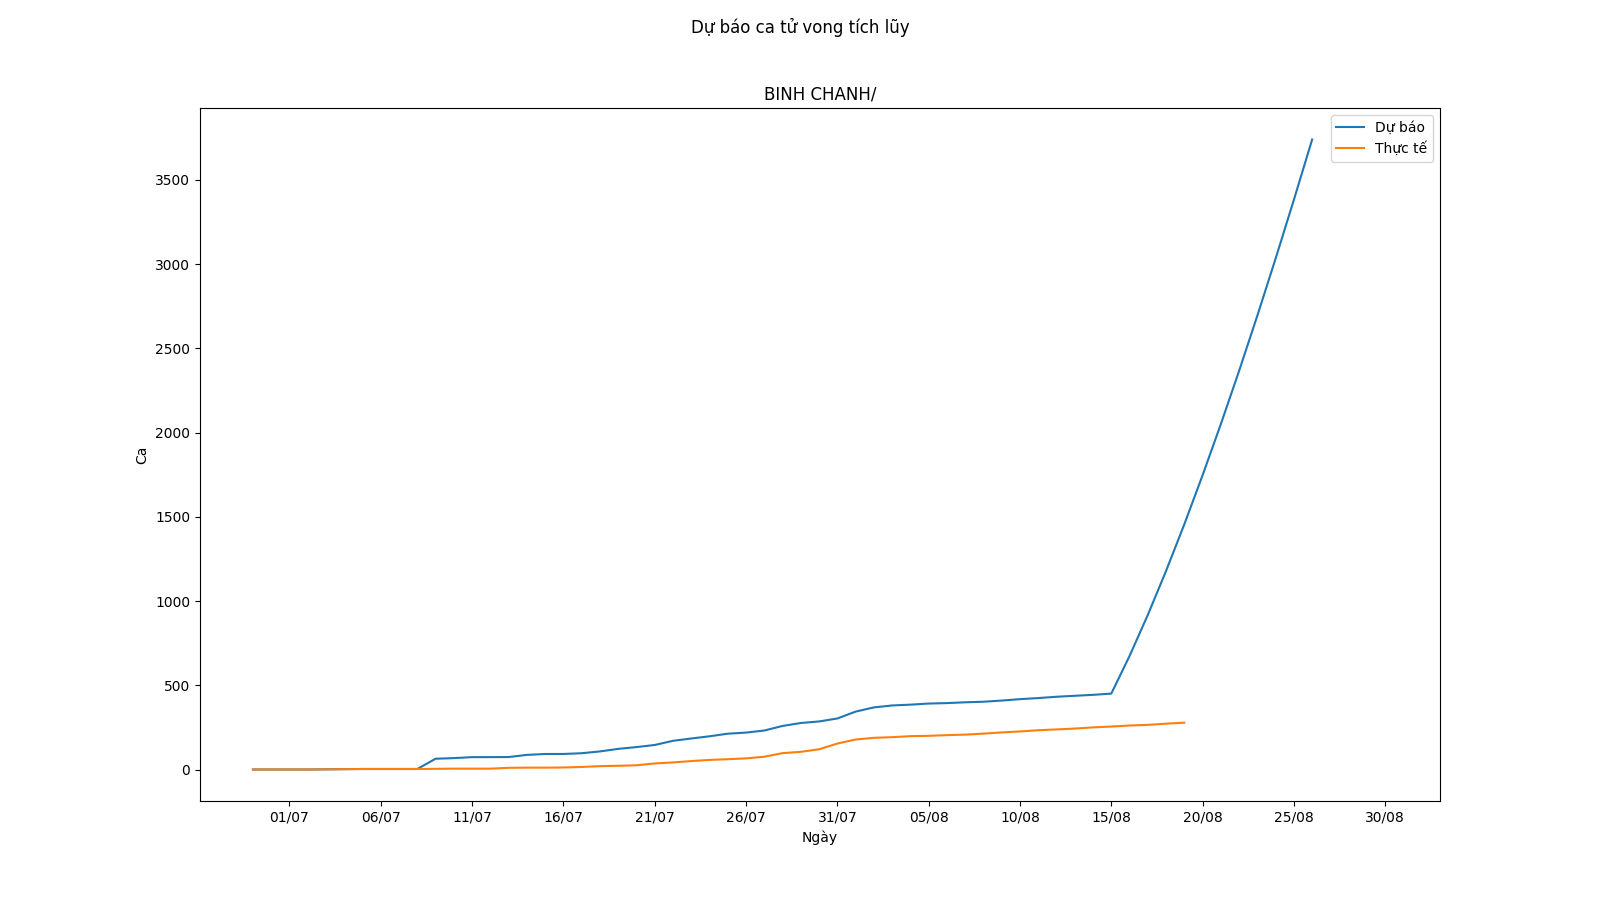 Dự báo ca tử vong tích lũy
BINH CHANH/
Dự báo
Thực tế
3500
3000
2500
2000
1500
1000
500
0
Ca
01/07 06/07 11/07 16/07 21/07 26/07 31/07 05/08 10/08 15/08 20/08 25/08 30/08
Ngày